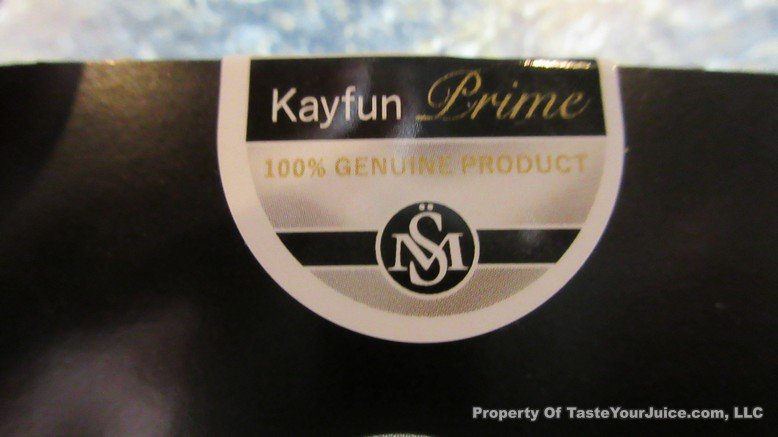 Kayfun Prime
100% GENUINE PRODUCT
SM
Property Of TasteYourJuice.com, LLC